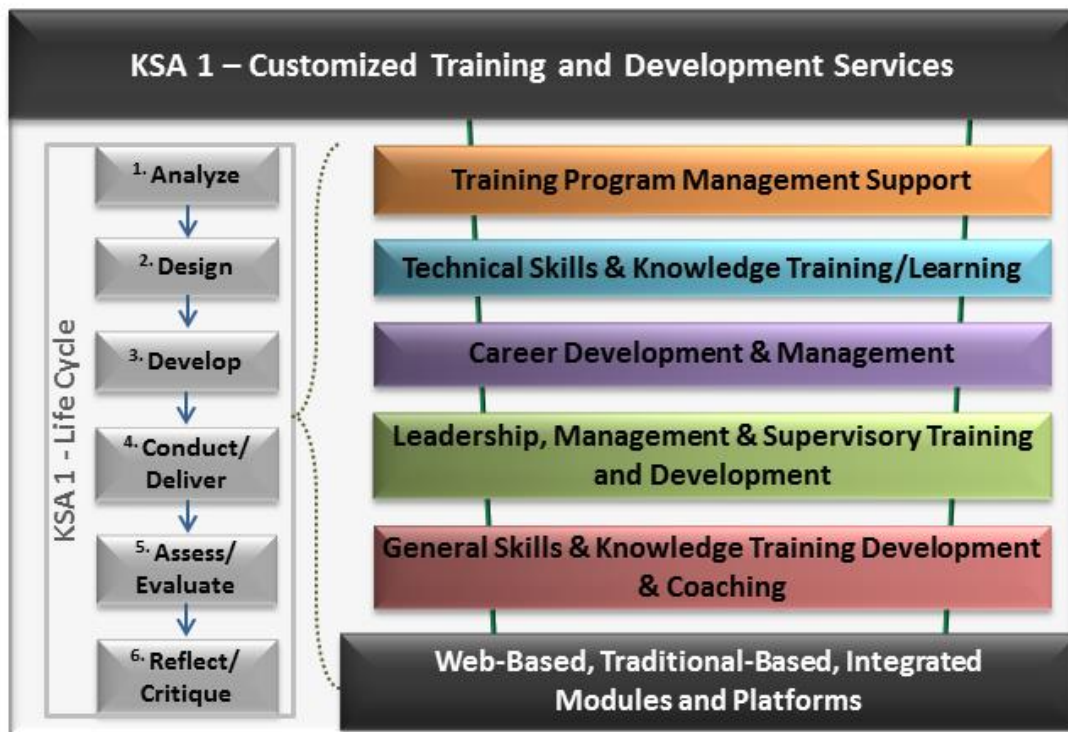 KSA 1 – Customized Training and Development Services
KSA 1 - Life Cycle
1. Analyze
2. Design
3. Develop
4. Conduct/
Deliver
5. Assess/
Evaluate
6. Reflect/
Critique
Training Program Management Support
Technical Skills & Knowledge Training/Learning
Career Development & Management
Leadership, Management & Supervisory Training
and Development
General Skills & Knowledge Training Development
& Coaching
Web-Based, Traditional-Based, Integrated
Modules and Platforms